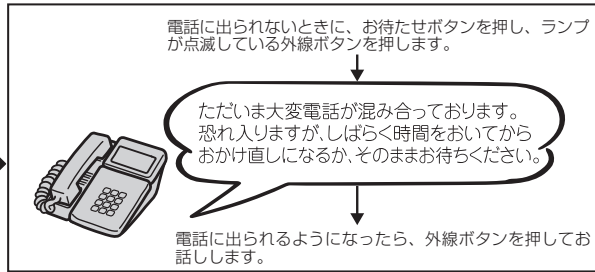 電話に出られないときに、お待たせボタンを押し、ランプ
が点滅している外線ボタンを押します。
ただいま大変電話が混み合っております。
恐れ入りますが、しばらく時間をおいてから
おかけ直しになるか、そのままお待ちください。
電話に出られるようになったら、外線ボタンを押してお
話しします。